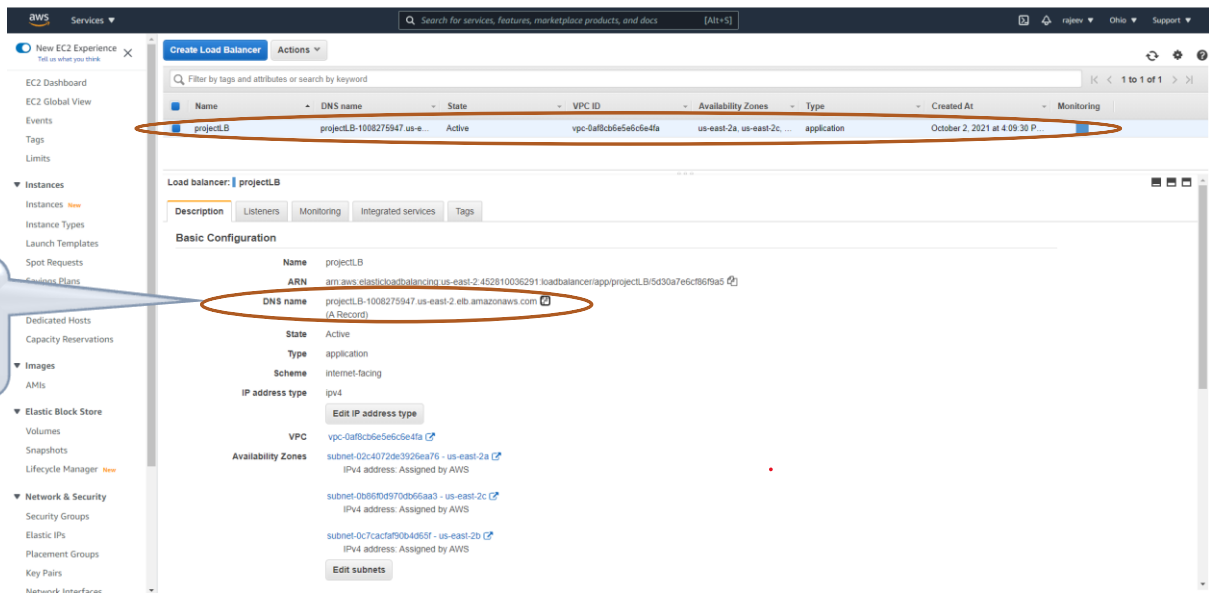 aws Services ▼ Search for services, features, marketplace products, and docs [Alt+S] rajeev ▼ Ohio ▼ Support ▼
New EC2 Experience
Tell us what you think
EC2 Dashboard
EC2 Global View
Events
Tags
Limits
Instances
Instances New
Instance Types
Launch Templates
Spot Requests
Savings Plans
Dedicated Hosts
Capacity Reservations
Images
AMIs
Elastic Block Store
Volumes
Snapshots
Lifecycle Manager New
Network & Security
Security Groups
Elastic IPs
Placement Groups
Key Pairs
Network Interfaces
Create Load Balancer Actions
Filter by tags and attributes or search by keyword 1 to 1 of 1
Name DNS name State VPC ID Availability Zones Type Created At Monitoring
projectLB projectLB-1008275947.us-e... Active vpc-0af8cb6e5e6c6e4fa us-east-2a, us-east-2c, ... application October 2, 2021 at 4:09:30 P...
Load balancer: projectLB
Description Listeners Monitoring Integrated services Tags
Basic Configuration
Name projectLB
ARN arn:aws:elasticloadbalancing:us-east-2:452810036291:loadbalancer/app/projectLB/5d30a7e6cf86f9a5
DNS name projectLB-1008275947.us-east-2.elb.amazonaws.com
(A Record)
State Active
Type application
Scheme internet-facing
IP address type ipv4
Edit IP address type
VPC vpc-0af8cb6e5e6c6e4fa
Availability Zones subnet-02c4072de3926ea76 - us-east-2a
IPv4 address: Assigned by AWS
subnet-0b86f0d970db66aa3 - us-east-2c
IPv4 address: Assigned by AWS
subnet-0c7cacfaf90b4d65f - us-east-2b
IPv4 address: Assigned by AWS
Edit subnets